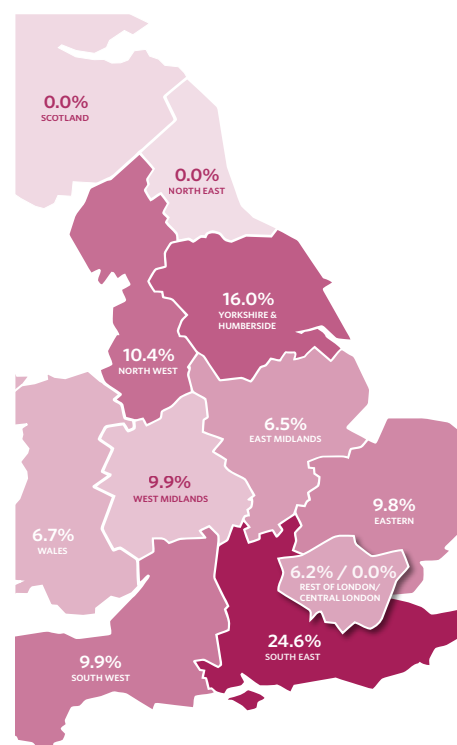 0.0%
SCOTLAND
0.0%
NORTH EAST
16.0%
YORKSHIRE &
HUMBERSIDE
10.4%
NORTH WEST
6.5%
EAST MIDLANDS
9.9%
WEST MIDLANDS
9.8%
EASTERN
6.7%
WALES
6.2% / 0.0%
REST OF LONDON/
CENTRAL LONDON
24.6%
SOUTH EAST
9.9%
SOUTH WEST